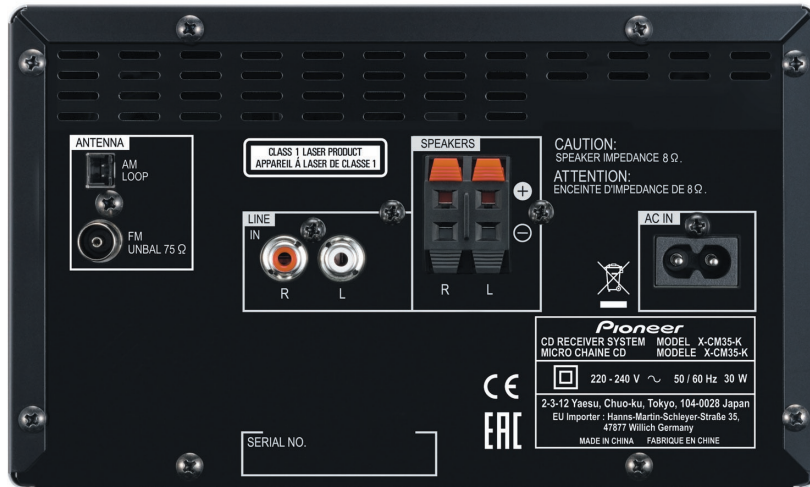 ANTENNA
AM
LOOP
FM
UNBAL 75 Ω
CLASS 1 LASER PRODUCT
APPAREIL Á LASER DE CLASSE 1
LINE
IN
R L
SPEAKERS
+
−
R L
CAUTION:
SPEAKER IMPEDANCE 8 Ω.
ATTENTION:
ENCEINTE D'IMPEDANCE DE 8 Ω.
AC IN
CE
EAC
Pioneer
CD RECEIVER SYSTEM MODEL X-CM35-K
MICRO CHAINE CD MODELE X-CM35-K
220 - 240 V ~ 50 / 60 Hz 30 W
2-3-12 Yaesu, Chuo-ku, Tokyo, 104-0028 Japan
EU Importer : Hanns-Martin-Schleyer-Straße 35,
47877 Willich Germany
MADE IN CHINA FABRIQUE EN CHINE
SERIAL NO.